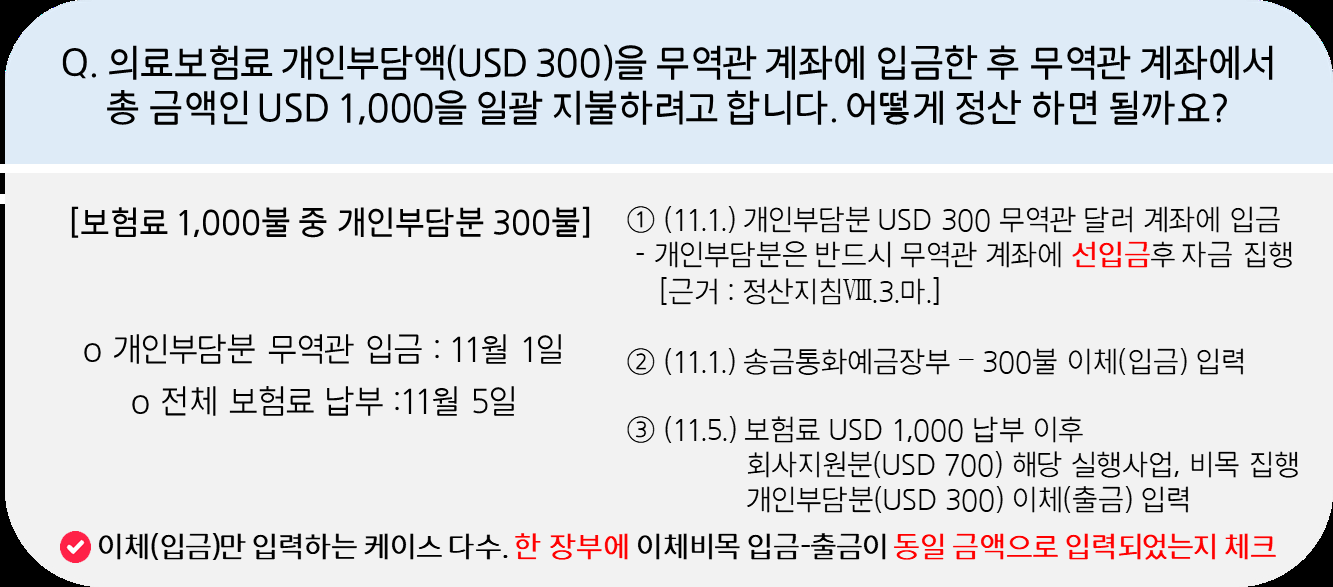 Q. 의료보험료 개인부담액(USD 300)을 무역관 계좌에 입금한 후 무역관 계좌에서
총 금액인 USD 1,000을 일괄 지불하려고 합니다. 어떻게 정산 하면 될까요?
[보험료 1,000불 중 개인부담분 300불]
o 개인부담분 무역관 입금 : 11월 1일
o 전체 보험료 납부 :11월 5일
① (11.1.) 개인부담분 USD 300 무역관 달러 계좌에 입금
- 개인부담분은 반드시 무역관 계좌에 선입금후 자금 집행
[근거 : 정산지침Ⅷ.3.마.]
② (11.1.) 송금통화예금장부 – 300불 이체(입금) 입력
③ (11.5.) 보험료 USD 1,000 납부 이후
회사지원분(USD 700) 해당 실행사업, 비목 집행
개인부담분(USD 300) 이체(출금) 입력
이체(입금)만 입력하는 케이스 다수. 한 장부에 이체비목 입금-출금이 동일 금액으로 입력되었는지 체크